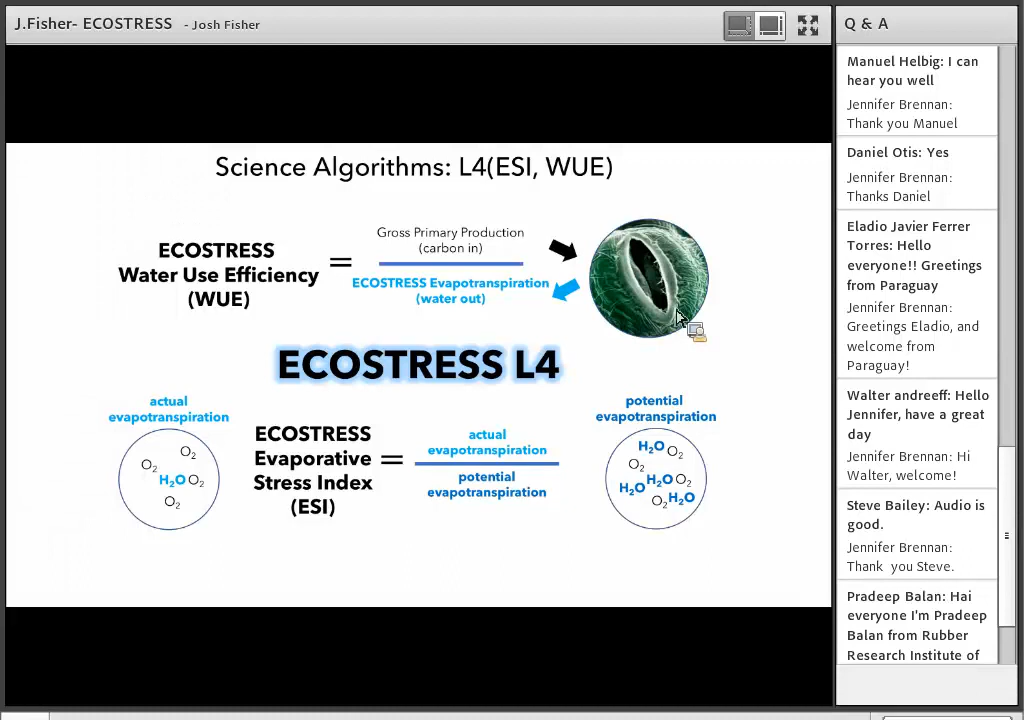 J.Fisher- ECOSTRESS - Josh Fisher
Science Algorithms: L4(ESI, WUE)
ECOSTRESS
Water Use Efficiency
(WUE)
=
Gross Primary Production
(carbon in)
ECOSTRESS Evapotranspiration
(water out)
ECOSTRESS L4
actual
evapotranspiration
O2
O2
H2O O2
O2
ECOSTRESS
Evaporative
Stress Index
(ESI)
=
actual
evapotranspiration
potential
evapotranspiration
potential
evapotranspiration
H2O O2
O2
H2O H2O O2
O2 H2O
Q & A
Manuel Helbig: I can
hear you well
Jennifer Brennan:
Thank you Manuel
Daniel Otis: Yes
Jennifer Brennan:
Thanks Daniel
Eladio Javier Ferrer
Torres: Hello
everyone!! Greetings
from Paraguay
Jennifer Brennan:
Greetings Eladio, and
welcome from
Paraguay!
Walter andreeff: Hello
Jennifer, have a great
day
Jennifer Brennan: Hi
Walter, welcome!
Steve Bailey: Audio is
good.
Jennifer Brennan:
Thank  you Steve.
Pradeep Balan: Hai
everyone I'm Pradeep
Balan from Rubber
Research Institute of